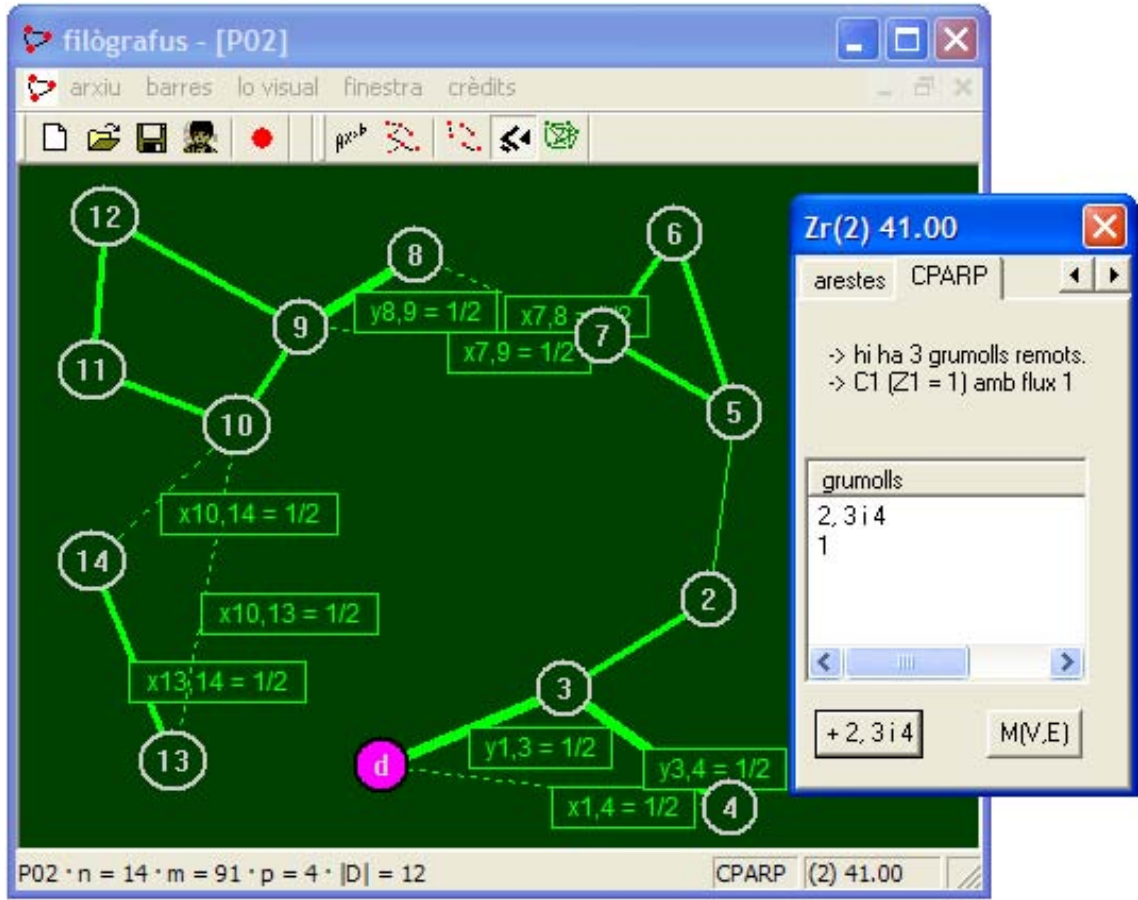 filògrafus - [P02]
arxiu barres lo visual finestra crèdits
12
8
6
9
y8,9 = 1/2
x7,8 = 1/2
7
x7,9 = 1/2
11
10
5
x10,14 = 1/2
14
2
x10,13 = 1/2
x13,14 = 1/2
3
13
d
y1,3 = 1/2
y3,4 = 1/2
x1,4 = 1/2
4
Zr(2) 41.00
arestes CPARP
-> hi ha 3 grumolls remots.
-> C1 (Z1 = 1) amb flux 1
grumolls
2, 3 i 4
1
+ 2, 3 i 4 M(V,E)
P02 · n = 14 · m = 91 · p = 4 · |D| = 12 CPARP (2) 41.00